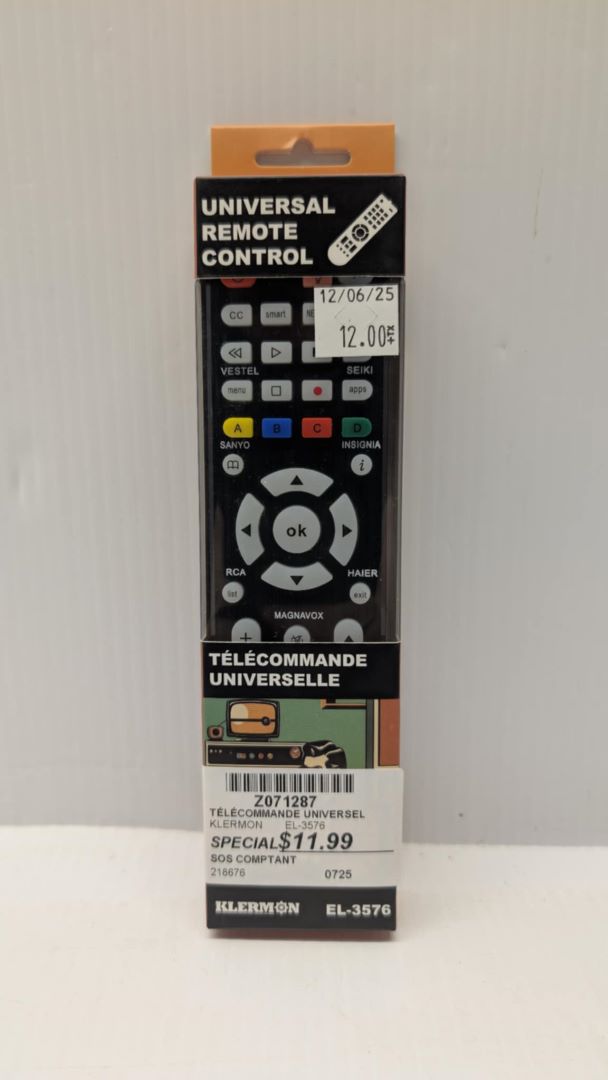 UNIVERSAL
REMOTE
CONTROL
12/06/25
12.00 +TX
CC smart
VESTEL SEIKI
menu apps
A B C D
SANYO INSIGNIA
i
ok
RCA HAIER
list exit
MAGNAVOX
+
TÉLÉCOMMANDE
UNIVERSELLE
Z071287
TÉLÉCOMMANDE UNIVERSEL
KLERMON EL-3576
SPECIAL $11.99
SOS COMPTANT
218676 0725
KLERMON EL-3576